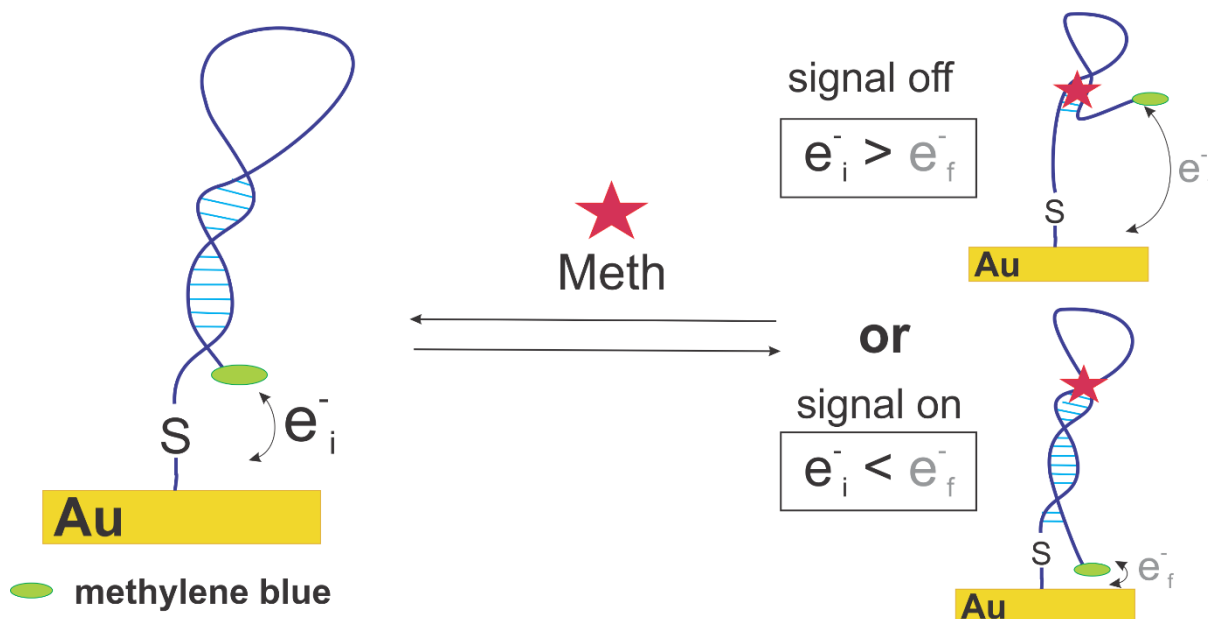 S
e⁻ᵢ
Au
methylene blue
Meth
signal off
e⁻ᵢ > e⁻f
S
e⁻
Au
or
signal on
e⁻ᵢ < e⁻f
S
e⁻f
Au